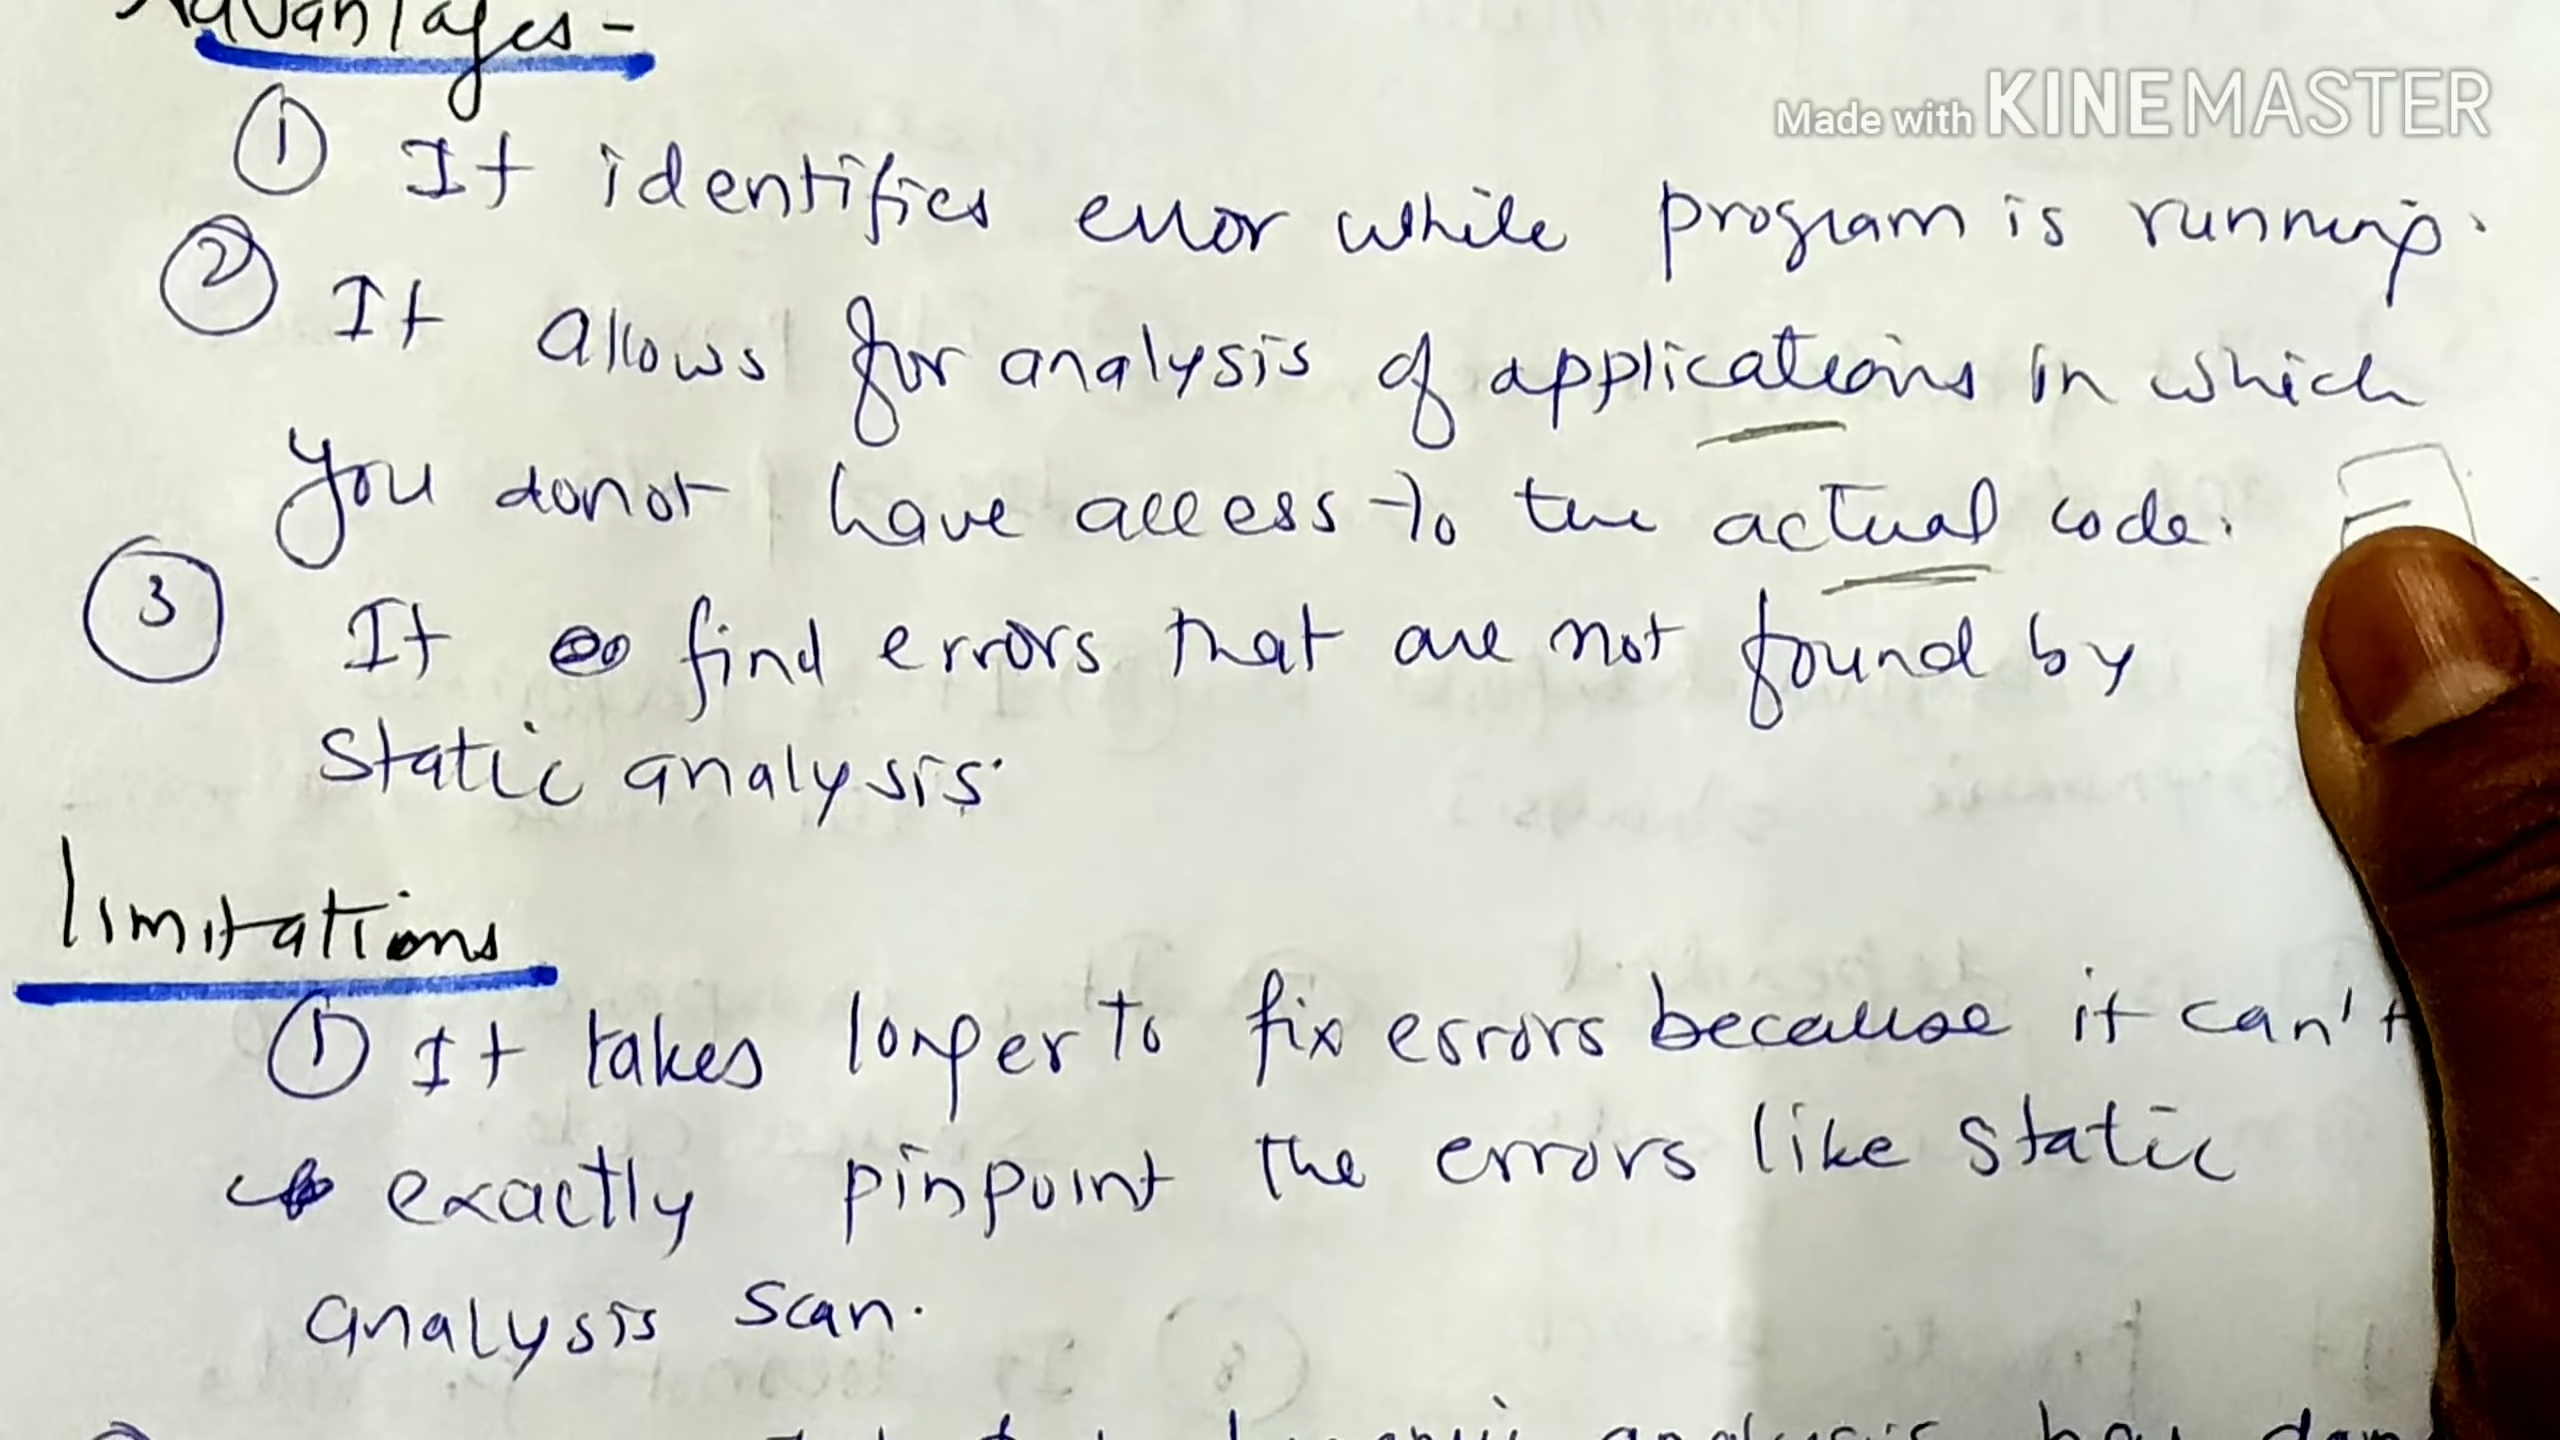 Advantages -
Made with KINEMASTER
① It identifies error while program is running.
② It allows for analysis of applications in which
you donot have access to the actual code.
③ It find errors that are not found by
static analysis.
limitations
① It takes longer to fix errors because it can't
exactly pinpoint the errors like static
analysis scan.
analysis has